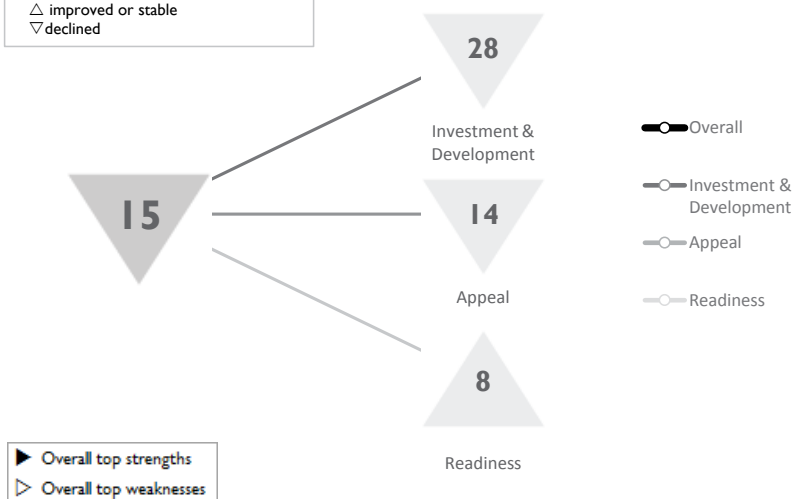 △ improved or stable
▽ declined
28
Investment &
Development
15
14
Appeal
8
Readiness
Overall
Investment &
Development
Appeal
Readiness
▶ Overall top strengths
▷ Overall top weaknesses